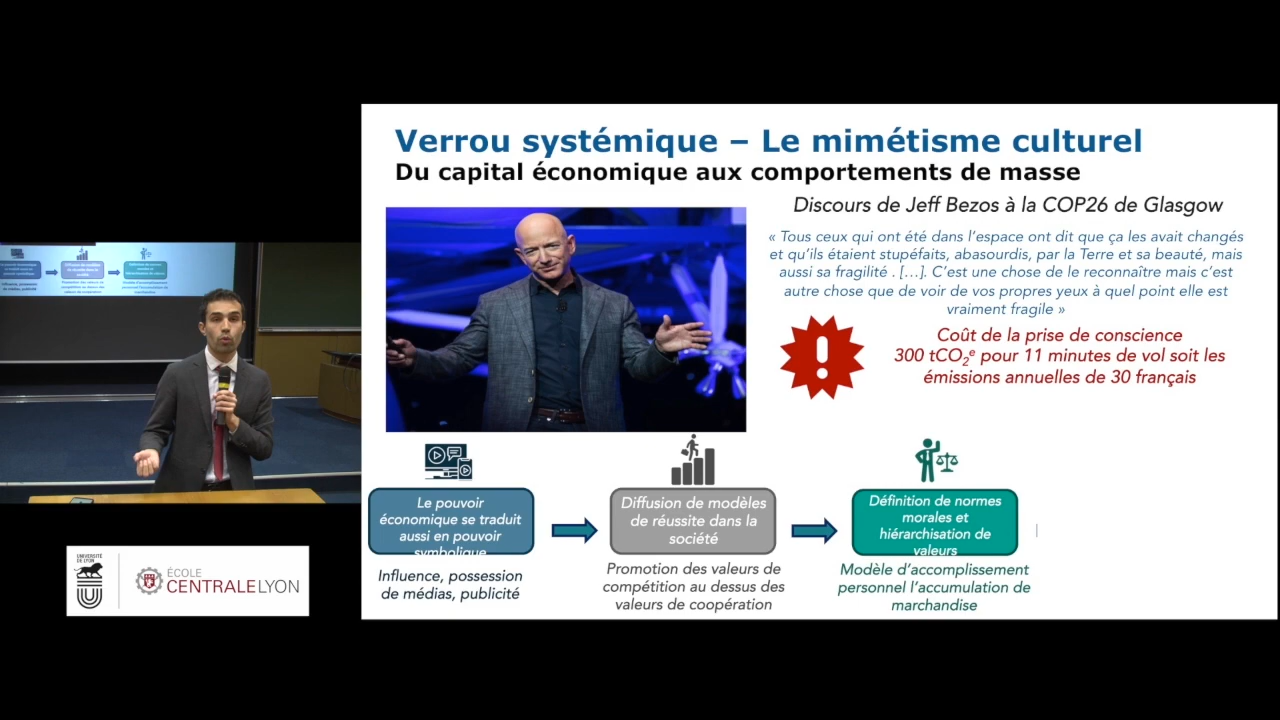 Verrou systémique – Le mimétisme culturel
Du capital économique aux comportements de masse
Discours de Jeff Bezos à la COP26 de Glasgow
« Tous ceux qui ont été dans l’espace ont dit que ça les avait changés
et qu’ils étaient stupéfaits, abasourdis, par la Terre et sa beauté, mais
aussi sa fragilité . […]. C’est une chose de le reconnaître mais c’est
autre chose que de voir de vos propres yeux à quel point elle est
vraiment fragile »
Coût de la prise de conscience
300 tCO₂ᵉ pour 11 minutes de vol soit les
émissions annuelles de 30 français
Le pouvoir
économique se traduit
aussi en pouvoir
symbolique
Influence, possession
de médias, publicité
Diffusion de modèles
de réussite dans la
société
Promotion des valeurs de
compétition au dessus des
valeurs de coopération
Définition de normes
morales et
hiérarchisation de
valeurs
Modèle d’accomplissement
personnel l’accumulation de
marchandise
UNIVERSITÉ
DE LYON
ÉCOLE
CENTRALELYON